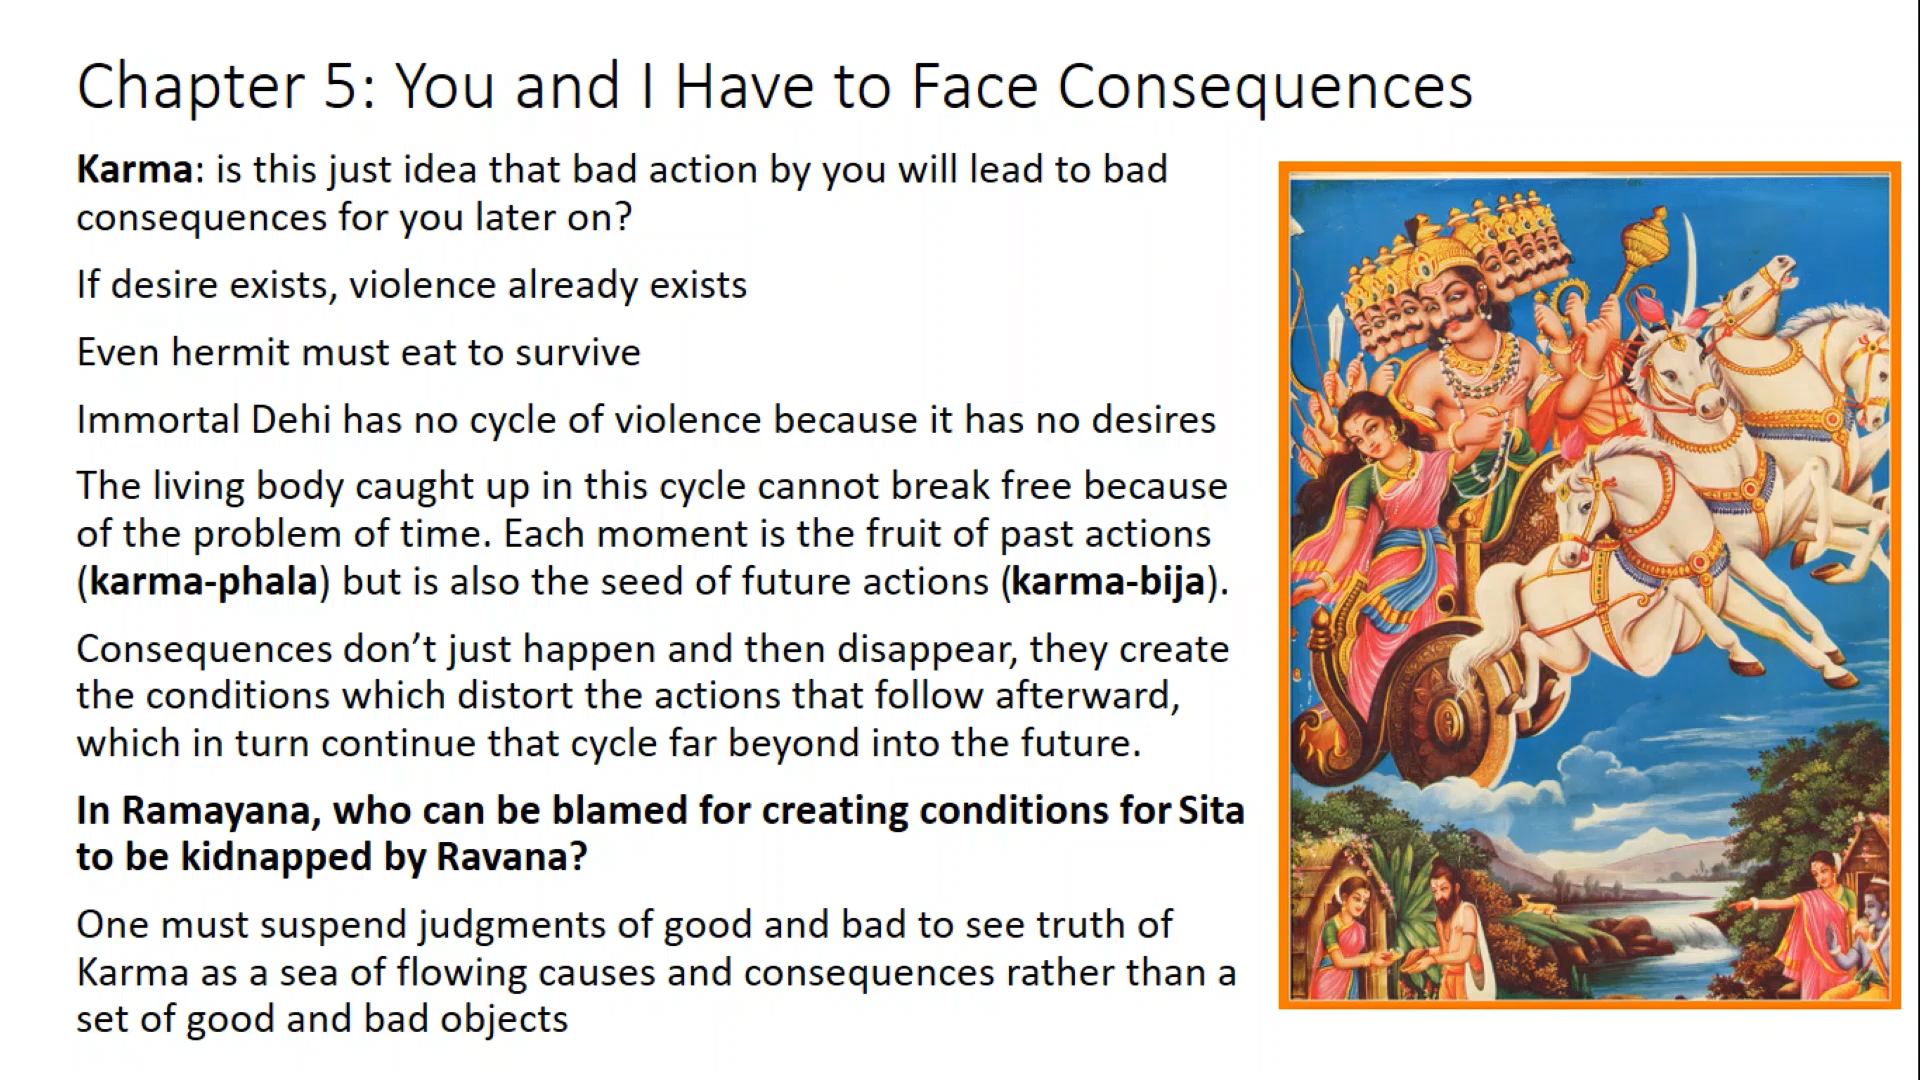 Chapter 5: You and I Have to Face Consequences
Karma: is this just idea that bad action by you will lead to bad
consequences for you later on?
If desire exists, violence already exists
Even hermit must eat to survive
Immortal Dehi has no cycle of violence because it has no desires
The living body caught up in this cycle cannot break free because
of the problem of time. Each moment is the fruit of past actions
(karma-phala) but is also the seed of future actions (karma-bija).
Consequences don’t just happen and then disappear, they create
the conditions which distort the actions that follow afterward,
which in turn continue that cycle far beyond into the future.
In Ramayana, who can be blamed for creating conditions for Sita
to be kidnapped by Ravana?
One must suspend judgments of good and bad to see truth of
Karma as a sea of flowing causes and consequences rather than a
set of good and bad objects